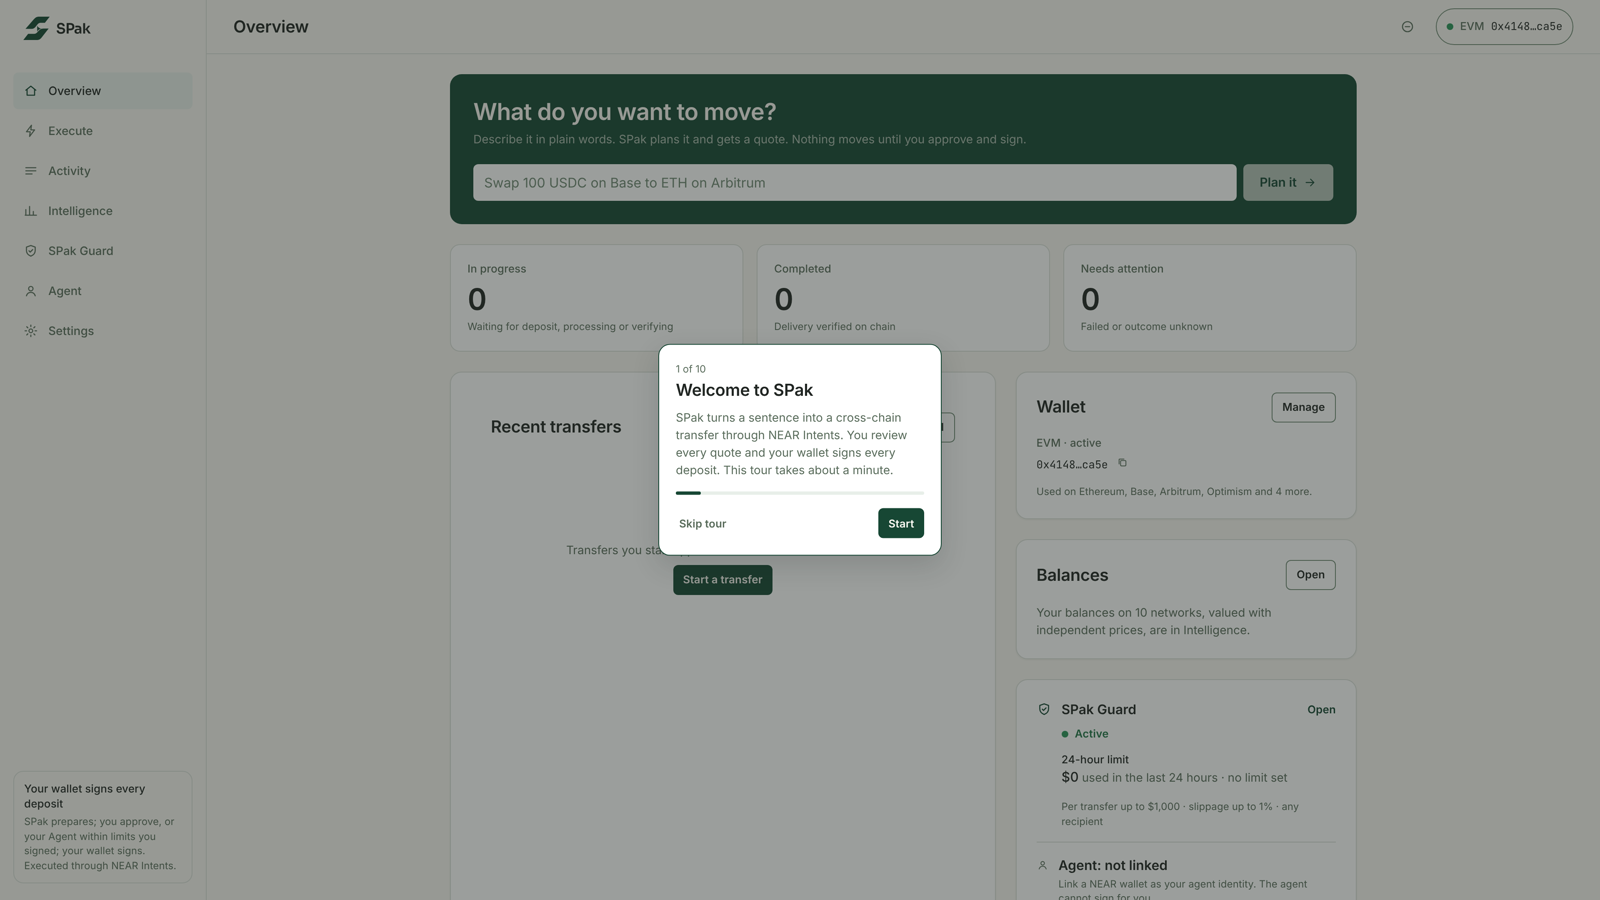 SPak
Overview
Execute
Activity
Intelligence
SPak Guard
Agent
Settings
Your wallet signs every
deposit
SPak prepares; you approve, or
your Agent within limits you
signed; your wallet signs.
Executed through NEAR Intents.
Overview
EVM 0x4148…ca5e
What do you want to move?
Describe it in plain words. SPak plans it and gets a quote. Nothing moves until you approve and sign.
Swap 100 USDC on Base to ETH on Arbitrum
Plan it →
In progress
0
Waiting for deposit, processing or verifying
Completed
0
Delivery verified on chain
Needs attention
0
Failed or outcome unknown
Recent transfers
Transfers you
Start a transfer
1 of 10
Welcome to SPak
SPak turns a sentence into a cross-chain
transfer through NEAR Intents. You review
every quote and your wallet signs every
deposit. This tour takes about a minute.
Skip tour
Start
Wallet
Manage
EVM · active
0x4148…ca5e
Used on Ethereum, Base, Arbitrum, Optimism and 4 more.
Balances
Open
Your balances on 10 networks, valued with
independent prices, are in Intelligence.
SPak Guard
Open
Active
24-hour limit
$0 used in the last 24 hours · no limit set
Per transfer up to $1,000 · slippage up to 1% · any
recipient
Agent: not linked
Link a NEAR wallet as your agent identity. The agent
cannot sign for you.